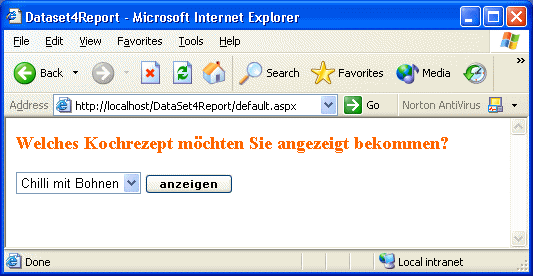 Dataset4Report - Microsoft Internet Explorer
File Edit View Favorites Tools Help
Back Search Favorites Media »
Address http://localhost/DataSet4Report/default.aspx Go Norton AntiVirus
Welches Kochrezept möchten Sie angezeigt bekommen?
Chilli mit Bohnen anzeigen
Done Local intranet